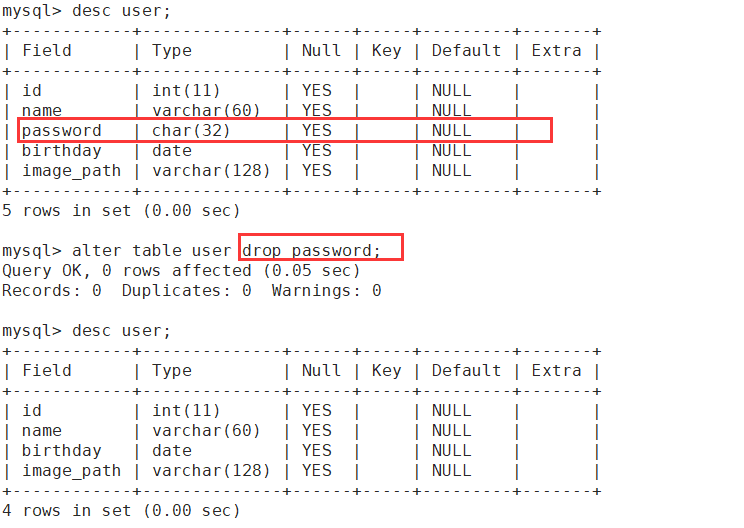 mysql> desc user;
+------------+--------------+------+-----+---------+-------+
| Field      | Type         | Null | Key | Default | Extra |
+------------+--------------+------+-----+---------+-------+
| id         | int(11)      | YES  |     | NULL    |       |
| name       | varchar(60)  | YES  |     | NULL    |       |
| password   | char(32)     | YES  |     | NULL    |       |
| birthday   | date         | YES  |     | NULL    |       |
| image_path | varchar(128) | YES  |     | NULL    |       |
+------------+--------------+------+-----+---------+-------+
5 rows in set (0.00 sec)
mysql> alter table user drop password;
Query OK, 0 rows affected (0.05 sec)
Records: 0  Duplicates: 0  Warnings: 0
mysql> desc user;
+------------+--------------+------+-----+---------+-------+
| Field      | Type         | Null | Key | Default | Extra |
+------------+--------------+------+-----+---------+-------+
| id         | int(11)      | YES  |     | NULL    |       |
| name       | varchar(60)  | YES  |     | NULL    |       |
| birthday   | date         | YES  |     | NULL    |       |
| image_path | varchar(128) | YES  |     | NULL    |       |
+------------+--------------+------+-----+---------+-------+
4 rows in set (0.00 sec)